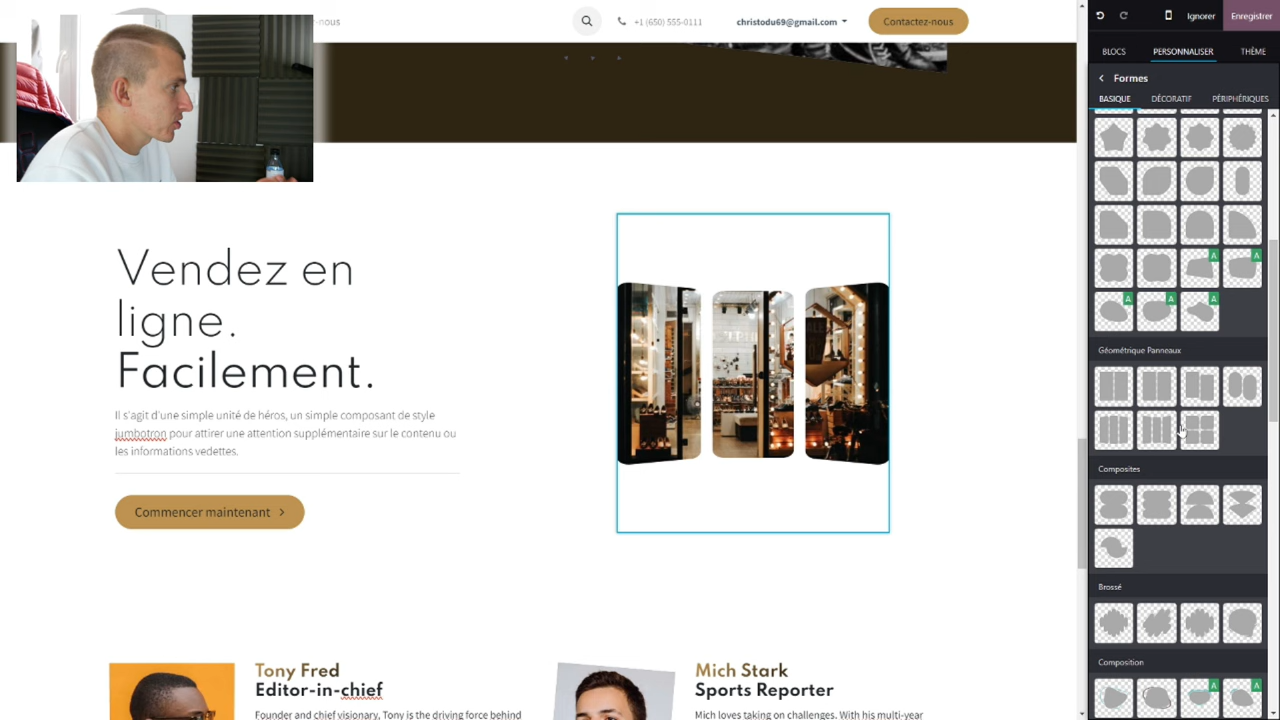 r-nous
+1 (650) 555-0111
christodu69@gmail.com
Contactez-nous
Ignorer
Enregistrer
BLOCS
PERSONNALISER
THÈME
Formes
BASIQUE
DÉCORATIF
PÉRIPHÉRIQUES
A
A
A
A
A
Géométrique Panneaux
Composites
Brossé
Composition
A
A
Vendez en
ligne.
Facilement.
Il s'agit d'une simple unité de héros, un simple composant de style
jumbotron pour attirer une attention supplémentaire sur le contenu ou
les informations vedettes.
Commencer maintenant
Tony Fred
Editor-in-chief
Founder and chief visionary, Tony is the driving force behind
Mich Stark
Sports Reporter
Mich loves taking on challenges. With his multi-year